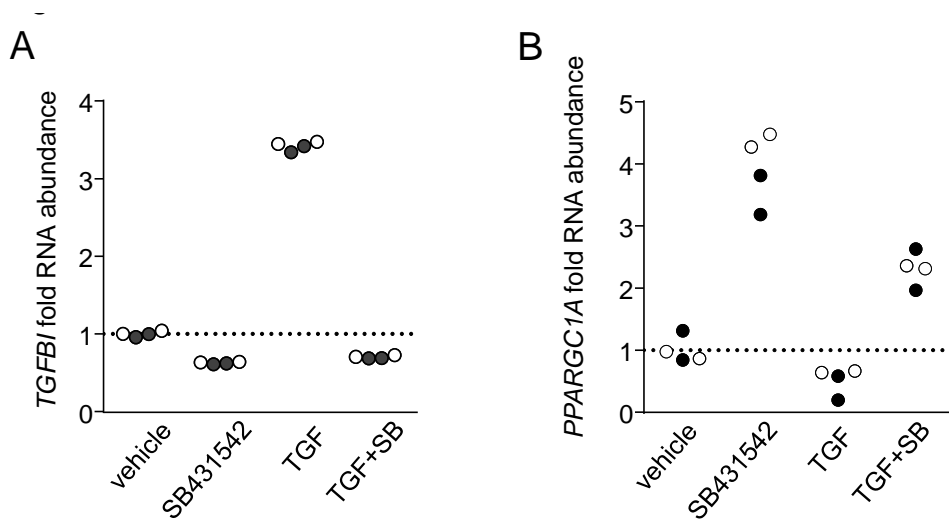 A
TGFBI fold RNA abundance
4
3
2
1
0
vehicle
SB431542
TGF
TGF+SB
B
PPARGC1A fold RNA abundance
5
4
3
2
1
0
vehicle
SB431542
TGF
TGF+SB